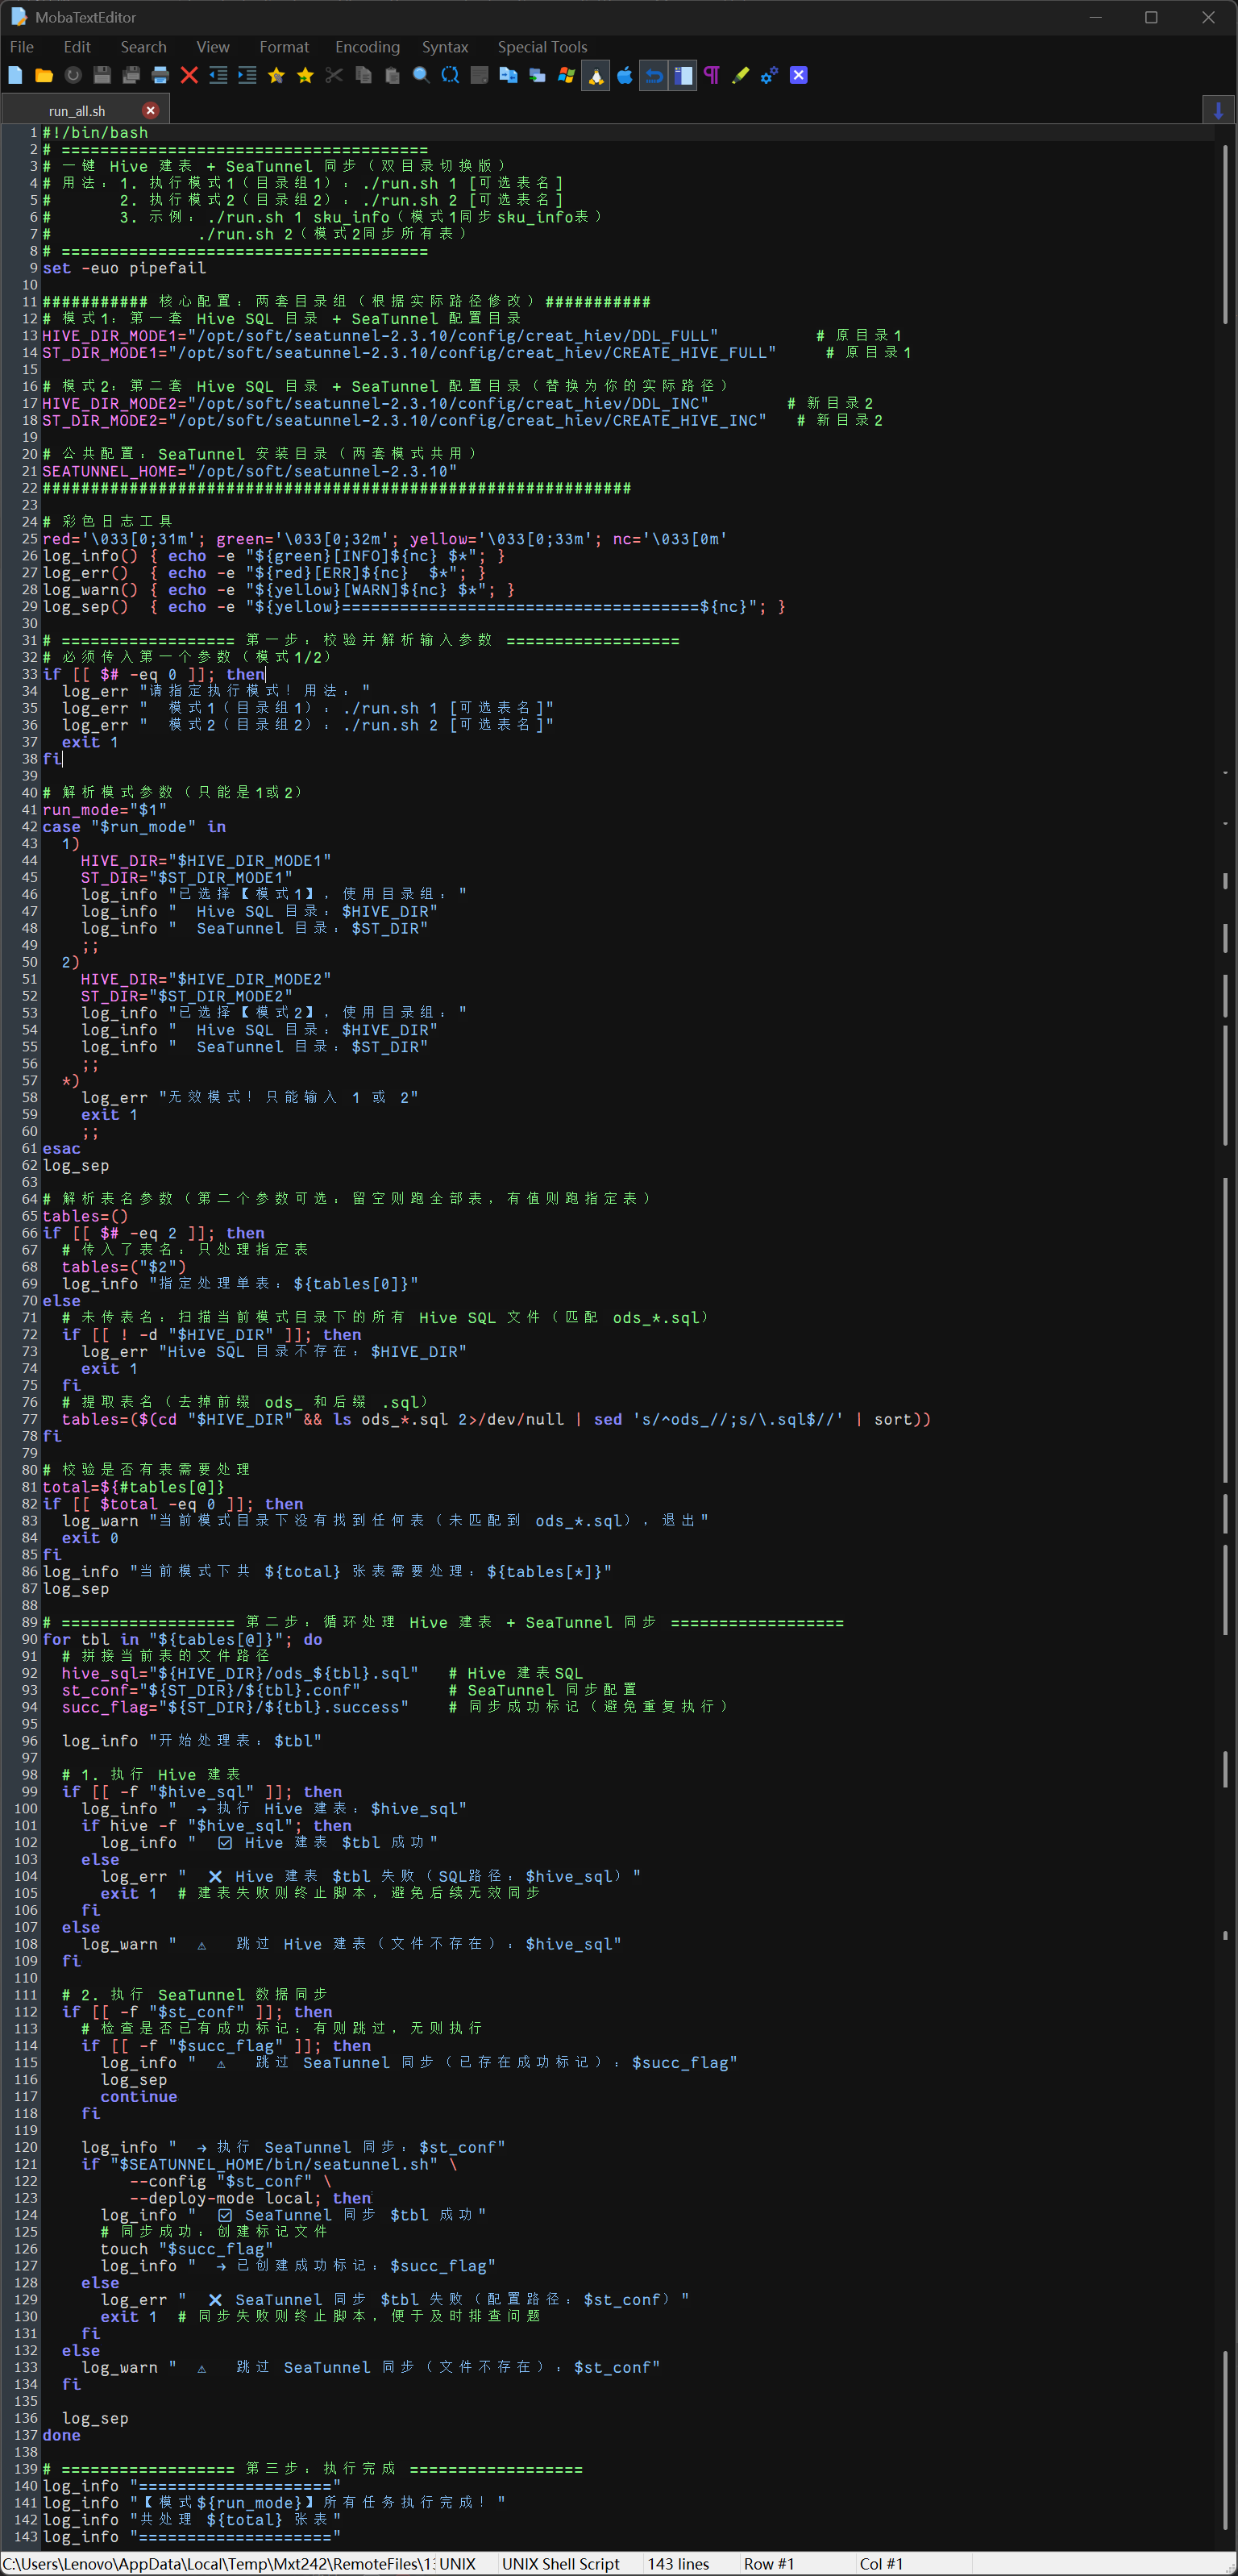 MobaTextEditor
File Edit Search View Format Encoding Syntax Special Tools
run_all.sh
1 #!/bin/bash
2 # ======================================
3 # 一键 Hive 建表 + SeaTunnel 同步（双目录切换版）
4 # 用法：1. 执行模式1（目录组1）：./run.sh 1 [可选表名]
5 #       2. 执行模式2（目录组2）：./run.sh 2 [可选表名]
6 #       3. 示例：./run.sh 1 sku_info（模式1同步sku_info表）
7 #               ./run.sh 2（模式2同步所有表）
8 # ======================================
9 set -euo pipefail
10
11 ########### 核心配置：两套目录组（根据实际路径修改）###########
12 # 模式1：第一套 Hive SQL 目录 + SeaTunnel 配置目录
13 HIVE_DIR_MODE1="/opt/soft/seatunnel-2.3.10/config/creat_hiev/DDL_FULL"          # 原目录1
14 ST_DIR_MODE1="/opt/soft/seatunnel-2.3.10/config/creat_hiev/CREATE_HIVE_FULL"     # 原目录1
15
16 # 模式2：第二套 Hive SQL 目录 + SeaTunnel 配置目录（替换为你的实际路径）
17 HIVE_DIR_MODE2="/opt/soft/seatunnel-2.3.10/config/creat_hiev/DDL_INC"        # 新目录2
18 ST_DIR_MODE2="/opt/soft/seatunnel-2.3.10/config/creat_hiev/CREATE_HIVE_INC"   # 新目录2
19
20 # 公共配置：SeaTunnel 安装目录（两套模式共用）
21 SEATUNNEL_HOME="/opt/soft/seatunnel-2.3.10"
22 #############################################################
23
24 # 彩色日志工具
25 red='\033[0;31m'; green='\033[0;32m'; yellow='\033[0;33m'; nc='\033[0m'
26 log_info() { echo -e "${green}[INFO]${nc} $*"; }
27 log_err()  { echo -e "${red}[ERR]${nc}  $*"; }
28 log_warn() { echo -e "${yellow}[WARN]${nc} $*"; }
29 log_sep()  { echo -e "${yellow}=====================================${nc}"; }
30
31 # ================== 第一步：校验并解析输入参数 ==================
32 # 必须传入第一个参数（模式1/2）
33 if [[ $# -eq 0 ]]; then
34   log_err "请指定执行模式！用法："
35   log_err "  模式1（目录组1）：./run.sh 1 [可选表名]"
36   log_err "  模式2（目录组2）：./run.sh 2 [可选表名]"
37   exit 1
38 fi
39
40 # 解析模式参数（只能是1或2）
41 run_mode="$1"
42 case "$run_mode" in
43   1)
44     HIVE_DIR="$HIVE_DIR_MODE1"
45     ST_DIR="$ST_DIR_MODE1"
46     log_info "已选择【模式1】，使用目录组："
47     log_info "  Hive SQL 目录：$HIVE_DIR"
48     log_info "  SeaTunnel 目录：$ST_DIR"
49     ;;
50   2)
51     HIVE_DIR="$HIVE_DIR_MODE2"
52     ST_DIR="$ST_DIR_MODE2"
53     log_info "已选择【模式2】，使用目录组："
54     log_info "  Hive SQL 目录：$HIVE_DIR"
55     log_info "  SeaTunnel 目录：$ST_DIR"
56     ;;
57   *)
58     log_err "无效模式！只能输入 1 或 2"
59     exit 1
60     ;;
61 esac
62 log_sep
63
64 # 解析表名参数（第二个参数可选：留空则跑全部表，有值则跑指定表）
65 tables=()
66 if [[ $# -eq 2 ]]; then
67   # 传入了表名：只处理指定表
68   tables=("$2")
69   log_info "指定处理单表：${tables[0]}"
70 else
71   # 未传表名：扫描当前模式目录下的所有 Hive SQL 文件（匹配 ods_*.sql）
72   if [[ ! -d "$HIVE_DIR" ]]; then
73     log_err "Hive SQL 目录不存在：$HIVE_DIR"
74     exit 1
75   fi
76   # 提取表名（去掉前缀 ods_ 和后缀 .sql）
77   tables=($(cd "$HIVE_DIR" && ls ods_*.sql 2>/dev/null | sed 's/^ods_//;s/\.sql$//' | sort))
78 fi
79
80 # 校验是否有表需要处理
81 total=${#tables[@]}
82 if [[ $total -eq 0 ]]; then
83   log_warn "当前模式目录下没有找到任何表（未匹配到 ods_*.sql），退出"
84   exit 0
85 fi
86 log_info "当前模式下共 ${total} 张表需要处理：${tables[*]}"
87 log_sep
88
89 # ================== 第二步：循环处理 Hive 建表 + SeaTunnel 同步 ==================
90 for tbl in "${tables[@]}"; do
91   # 拼接当前表的文件路径
92   hive_sql="${HIVE_DIR}/ods_${tbl}.sql"   # Hive 建表SQL
93   st_conf="${ST_DIR}/${tbl}.conf"         # SeaTunnel 同步配置
94   succ_flag="${ST_DIR}/${tbl}.success"    # 同步成功标记（避免重复执行）
95
96   log_info "开始处理表：$tbl"
97
98   # 1. 执行 Hive 建表
99   if [[ -f "$hive_sql" ]]; then
100     log_info "  → 执行 Hive 建表：$hive_sql"
101     if hive -f "$hive_sql"; then
102       log_info "  ☑ Hive 建表 $tbl 成功"
103     else
104       log_err "  ❌ Hive 建表 $tbl 失败（SQL路径：$hive_sql）"
105       exit 1  # 建表失败则终止脚本，避免后续无效同步
106     fi
107   else
108     log_warn "  ⚠   跳过 Hive 建表（文件不存在）：$hive_sql"
109   fi
110
111   # 2. 执行 SeaTunnel 数据同步
112   if [[ -f "$st_conf" ]]; then
113     # 检查是否已有成功标记：有则跳过，无则执行
114     if [[ -f "$succ_flag" ]]; then
115       log_info "  ⚠   跳过 SeaTunnel 同步（已存在成功标记）：$succ_flag"
116       log_sep
117       continue
118     fi
119
120     log_info "  → 执行 SeaTunnel 同步：$st_conf"
121     if "$SEATUNNEL_HOME/bin/seatunnel.sh" \
122          --config "$st_conf" \
123          --deploy-mode local; then
124       log_info "  ☑ SeaTunnel 同步 $tbl 成功"
125       # 同步成功：创建标记文件
126       touch "$succ_flag"
127       log_info "  → 已创建成功标记：$succ_flag"
128     else
129       log_err "  ❌ SeaTunnel 同步 $tbl 失败（配置路径：$st_conf）"
130       exit 1  # 同步失败则终止脚本，便于及时排查问题
131     fi
132   else
133     log_warn "  ⚠   跳过 SeaTunnel 同步（文件不存在）：$st_conf"
134   fi
135
136   log_sep
137 done
138
139 # ================== 第三步：执行完成 ==================
140 log_info "===================="
141 log_info "【模式${run_mode}】所有任务执行完成！"
142 log_info "共处理 ${total} 张表"
143 log_info "===================="
C:\Users\Lenovo\AppData\Local\Temp\Mxt242\RemoteFiles\1 UNIX UNIX Shell Script 143 lines Row #1 Col #1